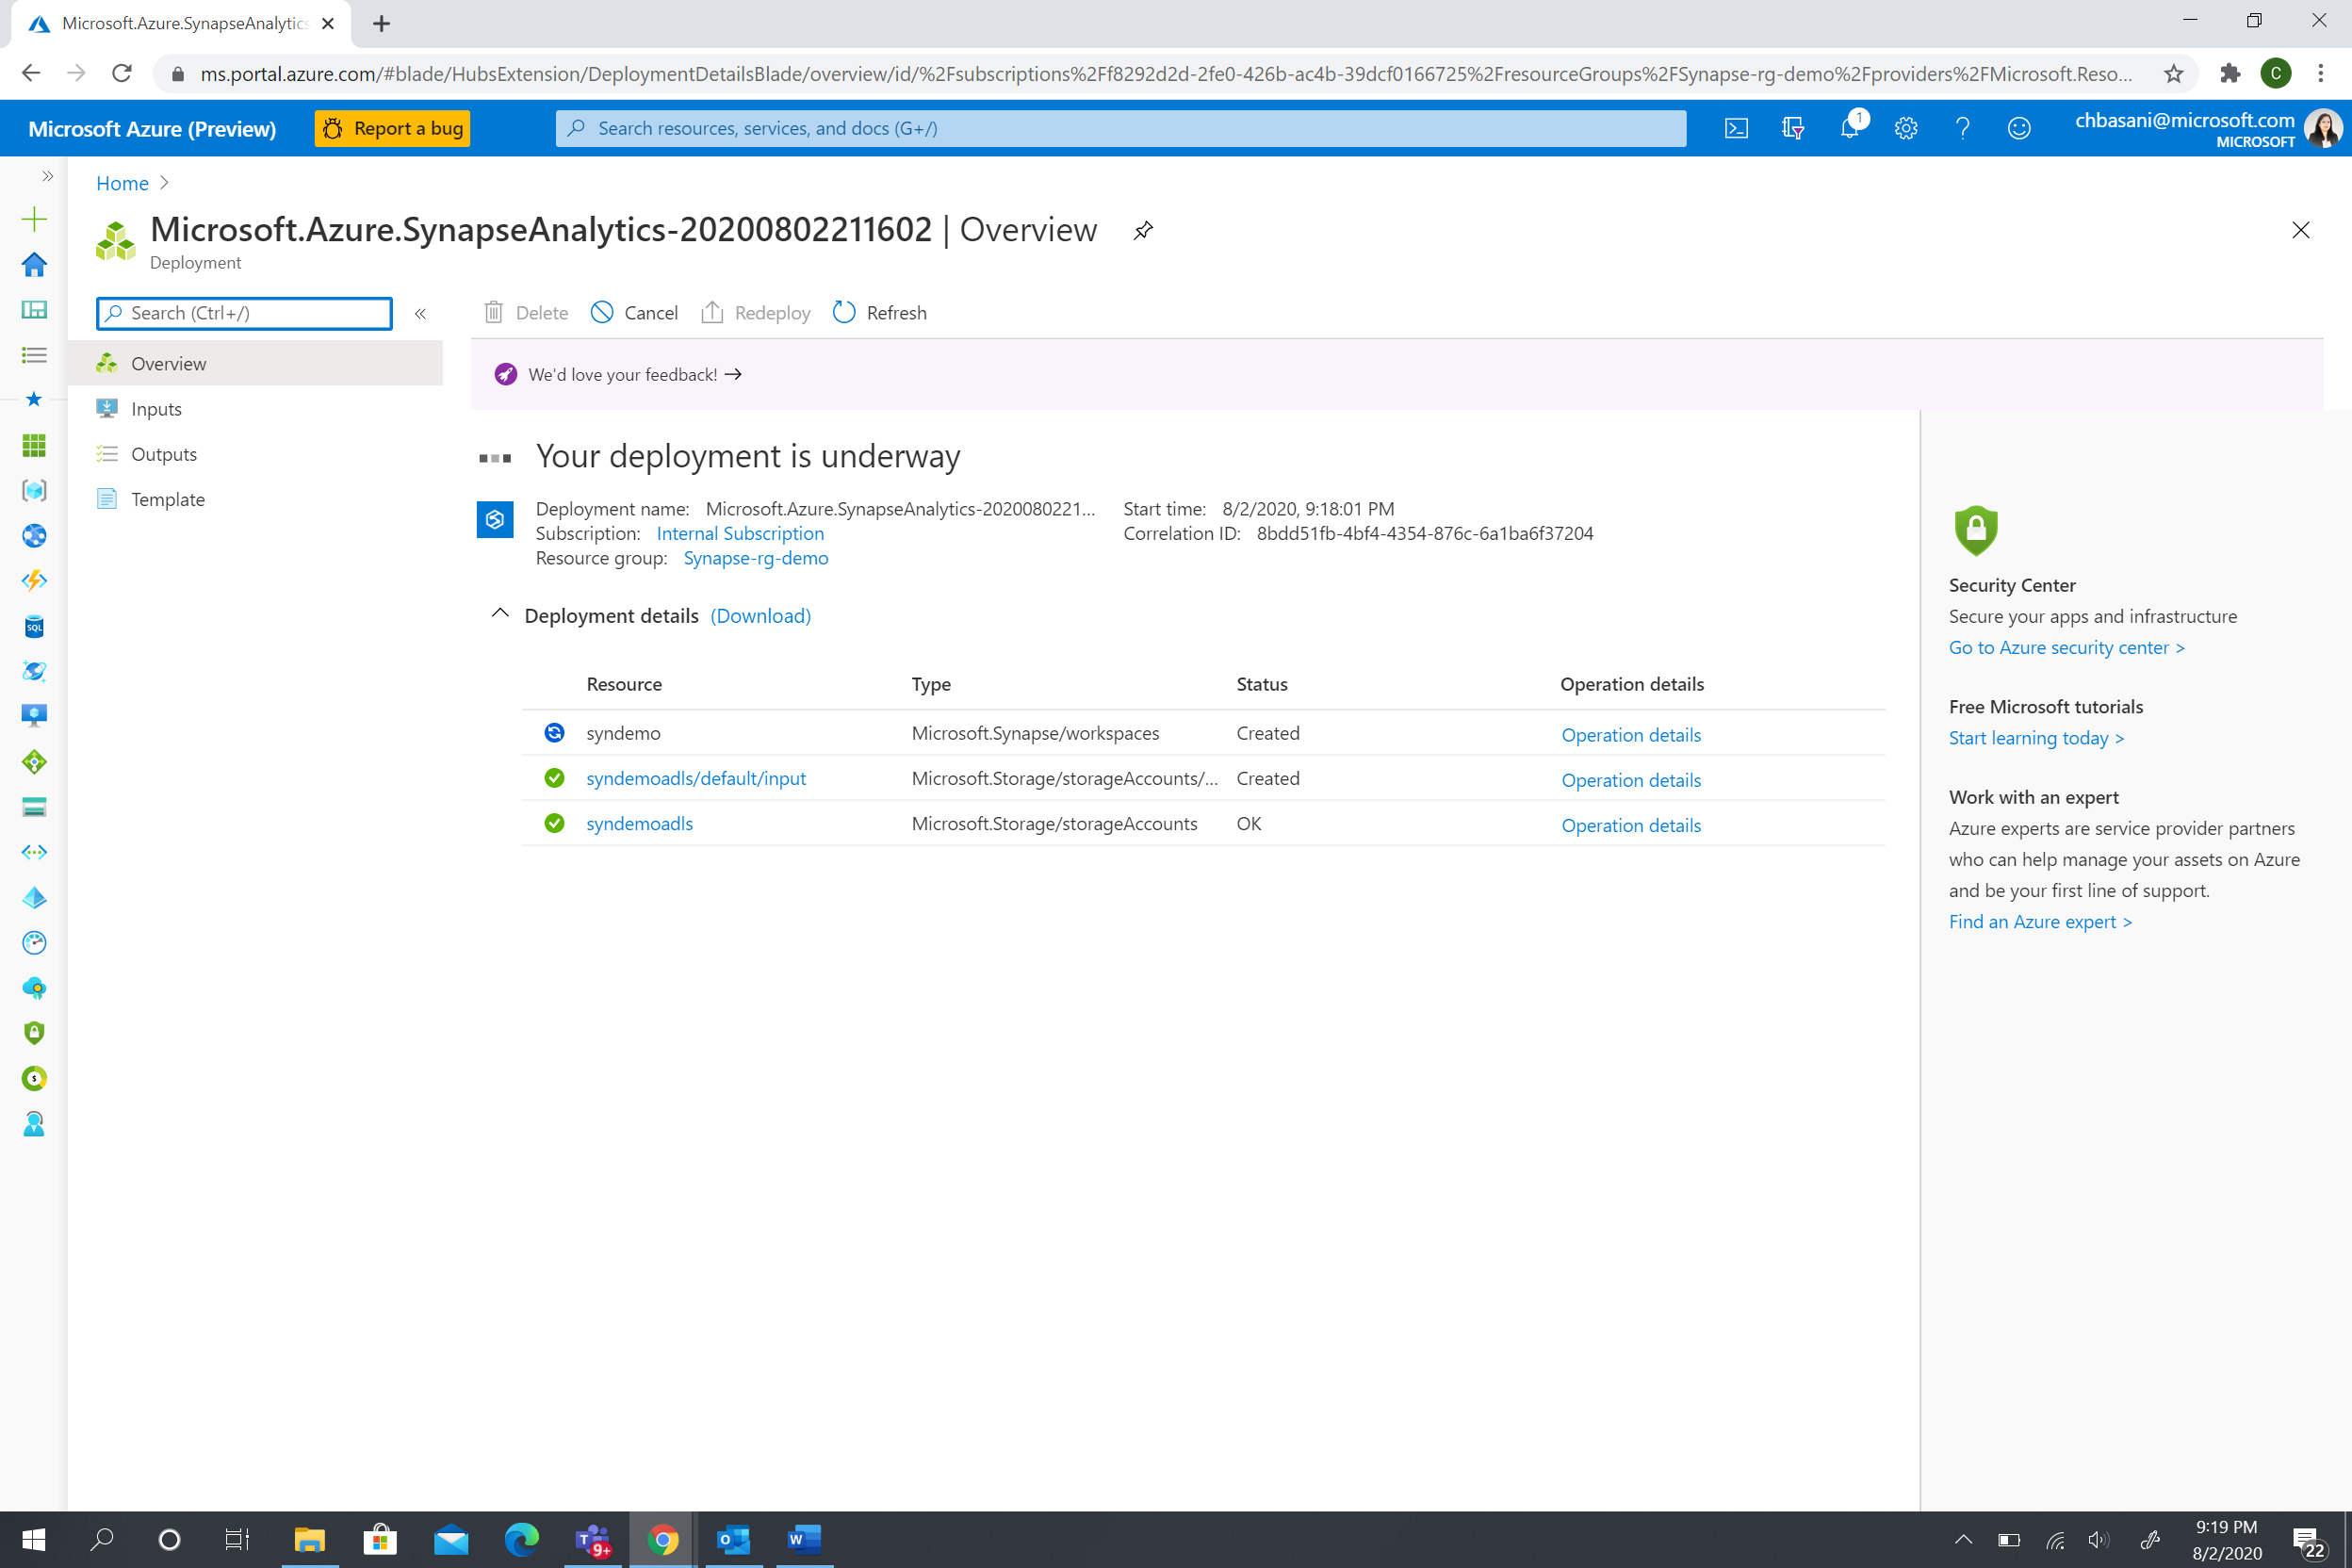 Microsoft.Azure.SynapseAnalytics
ms.portal.azure.com/#blade/HubsExtension/DeploymentDetailsBlade/overview/id/%2Fsubscriptions%2Ff8292d2d-2fe0-426b-ac4b-39dcf0166725%2FresourceGroups%2FSynapse-rg-demo%2Fproviders%2FMicrosoft.Reso...
C
Microsoft Azure (Preview)
Report a bug
Search resources, services, and docs (G+/)
1
chbasani@microsoft.com
MICROSOFT
Home
Microsoft.Azure.SynapseAnalytics-20200802211602 | Overview
Deployment
Search (Ctrl+/)
Delete
Cancel
Redeploy
Refresh
Overview
Inputs
Outputs
Template
We'd love your feedback! →
Your deployment is underway
Deployment name: Microsoft.Azure.SynapseAnalytics-2020080221...
Subscription: Internal Subscription
Resource group: Synapse-rg-demo
Start time: 8/2/2020, 9:18:01 PM
Correlation ID: 8bdd51fb-4bf4-4354-876c-6a1ba6f37204
Deployment details (Download)
Resource Type Status Operation details
syndemo Microsoft.Synapse/workspaces Created Operation details
syndemoadls/default/input Microsoft.Storage/storageAccounts/... Created Operation details
syndemoadls Microsoft.Storage/storageAccounts OK Operation details
Security Center
Secure your apps and infrastructure
Go to Azure security center >
Free Microsoft tutorials
Start learning today >
Work with an expert
Azure experts are service provider partners
who can help manage your assets on Azure
and be your first line of support.
Find an Azure expert >
SQL
T
9+
O
W
9:19 PM
8/2/2020
22